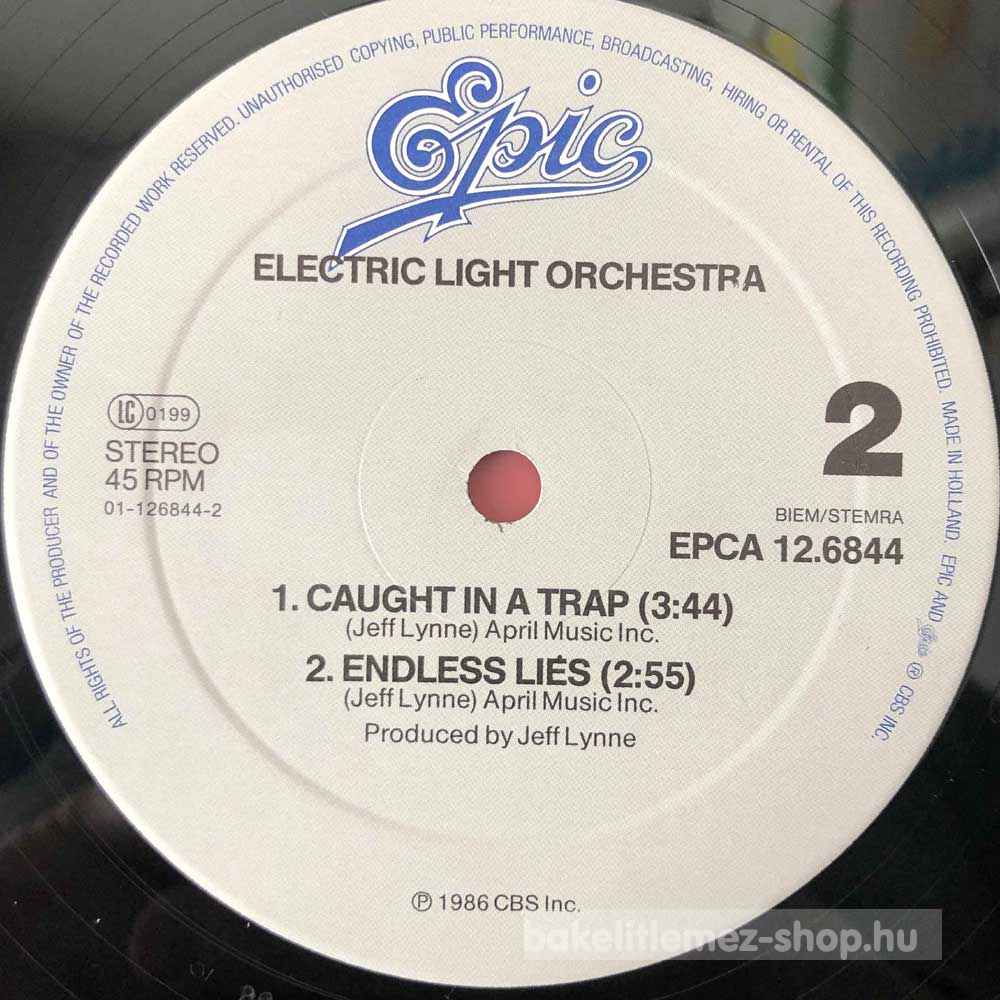 ALL RIGHTS OF THE PRODUCER AND OF THE OWNER OF THE RECORDED WORK RESERVED. UNAUTHORISED COPYING, PUBLIC PERFORMANCE, BROADCASTING, HIRING OR RENTAL OF THIS RECORDING PROHIBITED. MADE IN HOLLAND. EPIC AND Epic ℗ CBS INC.
Epic
ELECTRIC LIGHT ORCHESTRA
LC 0199
STEREO
45 RPM
01-126844-2
2
BIEM/STEMRA
EPCA 12.6844
1. CAUGHT IN A TRAP (3:44)
(Jeff Lynne) April Music Inc.
2. ENDLESS LIES (2:55)
(Jeff Lynne) April Music Inc.
Produced by Jeff Lynne
℗ 1986 CBS Inc.
bakelitlemez-shop.hu